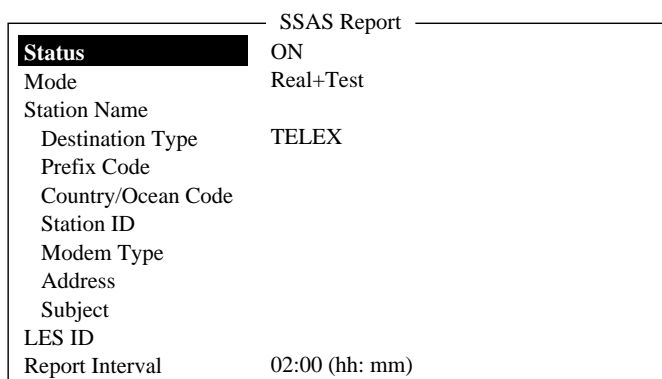 SSAS Report
Status ON
Mode Real+Test
Station Name
Destination Type TELEX
Prefix Code
Country/Ocean Code
Station ID
Modem Type
Address
Subject
LES ID
Report Interval 02:00 (hh: mm)